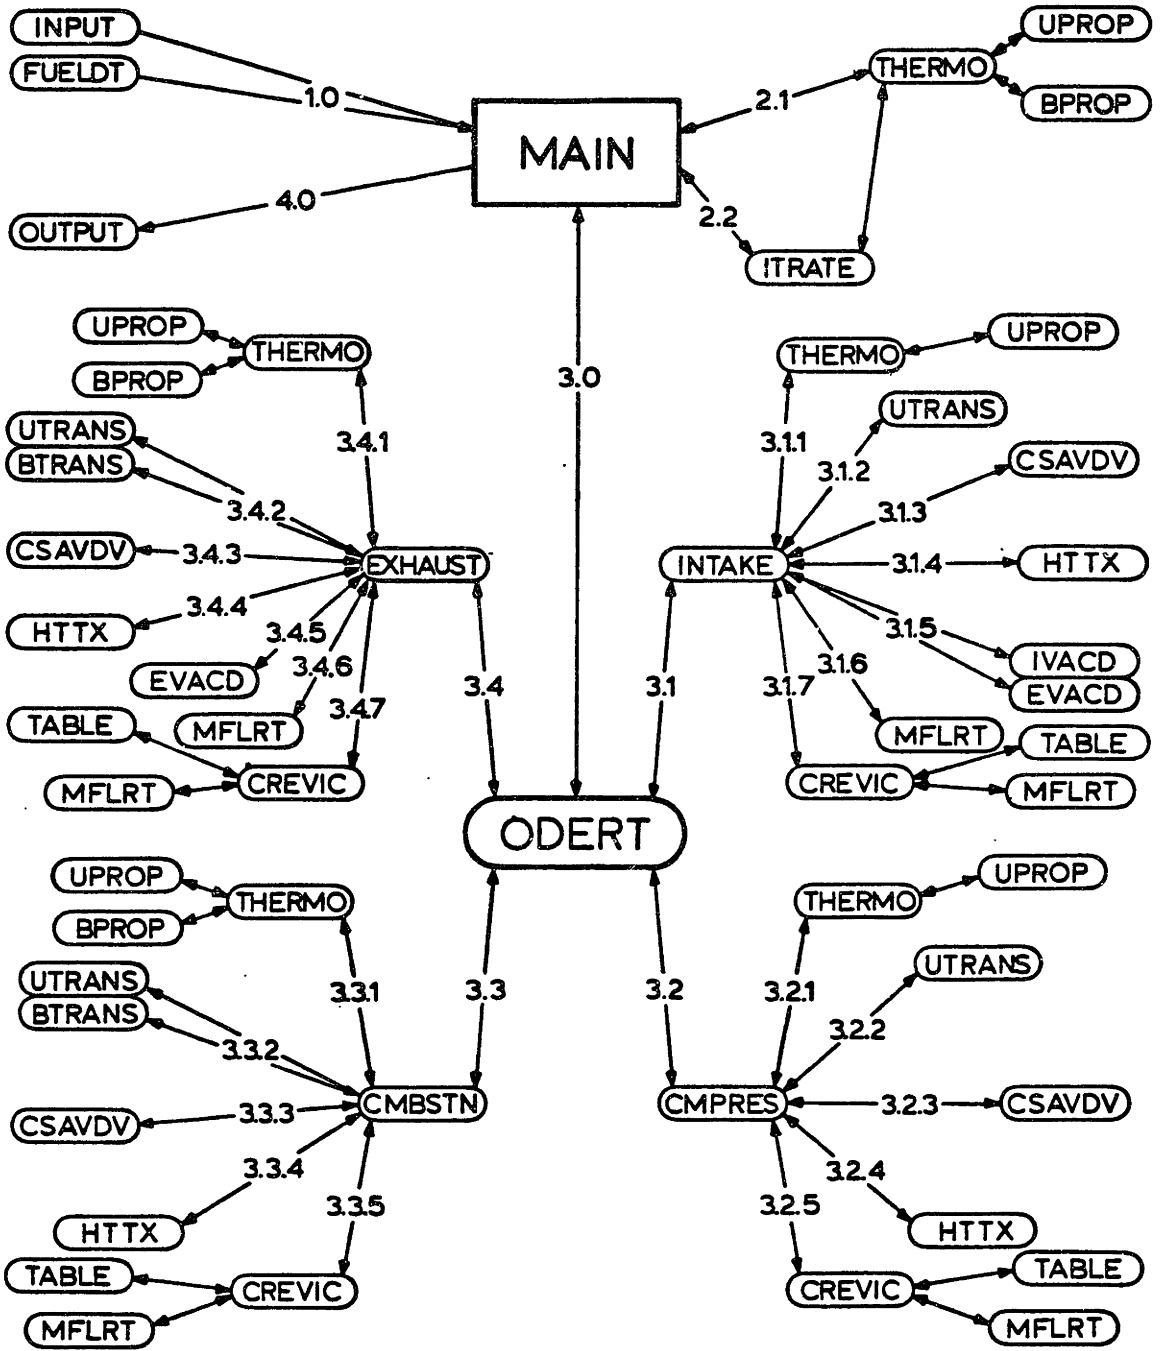 INPUT
FUELDT
1.0
MAIN
2.1
THERMO
UPROP
BPROP
4.0
OUTPUT
2.2
ITRATE
3.0
UPROP
BPROP
THERMO
3.4.1
UTRANS
BTRANS
3.4.2
CSAVDV
3.4.3
EXHAUST
HTTX
3.4.4
3.4.5
EVACD
3.4.6
MFLRT
3.4.7
TABLE
MFLRT
CREVIC
3.4
THERMO
UPROP
3.1.1
UTRANS
3.1.2
CSAVDV
3.1.3
INTAKE
3.1.4
HTTX
3.1.5
IVACD
EVACD
3.1.6
MFLRT
3.1.7
CREVIC
TABLE
MFLRT
3.1
ODERT
UPROP
BPROP
THERMO
3.3.1
UTRANS
BTRANS
3.3.2
3.3
CMBSTN
CSAVDV
3.3.3
3.3.4
HTTX
3.3.5
TABLE
MFLRT
CREVIC
THERMO
UPROP
3.2.1
UTRANS
3.2.2
3.2
CMPRES
3.2.3
CSAVDV
3.2.4
HTTX
3.2.5
CREVIC
TABLE
MFLRT